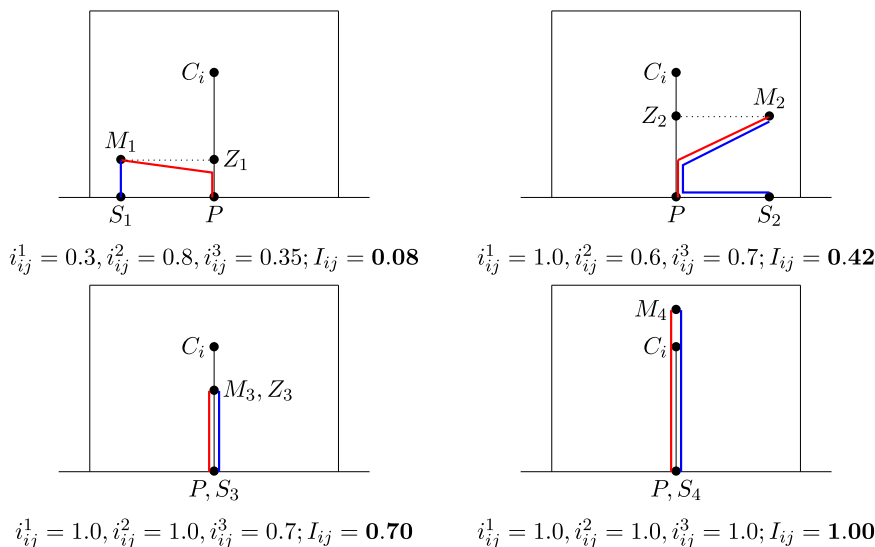 C_i
C_i
M_2
Z_2
M_1
Z_1
S_1 P
P S_2
i^1_{ij} = 0.3, i^2_{ij} = 0.8, i^3_{ij} = 0.35; I_{ij} = 0.08
i^1_{ij} = 1.0, i^2_{ij} = 0.6, i^3_{ij} = 0.7; I_{ij} = 0.42
M_4
C_i
C_i
M_3, Z_3
P, S_3
P, S_4
i^1_{ij} = 1.0, i^2_{ij} = 1.0, i^3_{ij} = 0.7; I_{ij} = 0.70
i^1_{ij} = 1.0, i^2_{ij} = 1.0, i^3_{ij} = 1.0; I_{ij} = 1.00